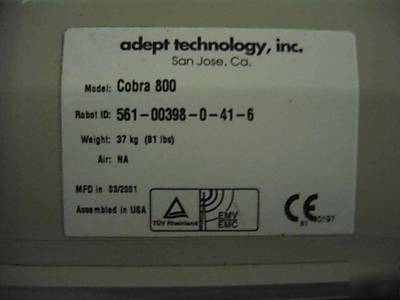 adept technology, inc.
San Jose, Ca.
Model: Cobra 800
Robot ID: 561-00398-0-41-6
Weight: 37 kg (81 lbs)
Air: NA
MFD in 03/2001
Assembled in USA
TÜV Rheinland
EMV
EMC
CE
0197